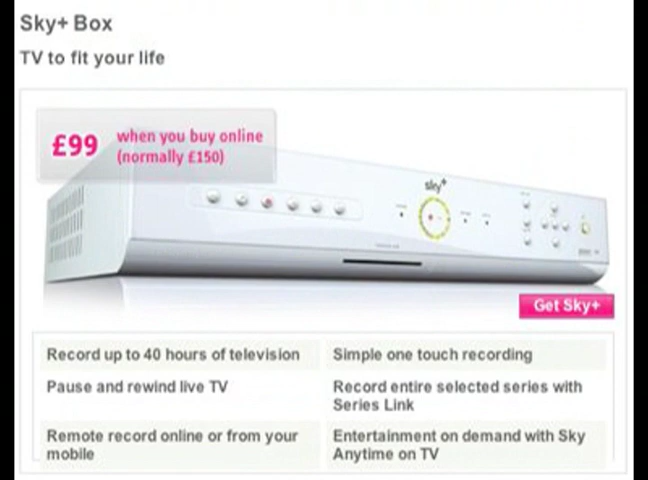 Sky+ Box
TV to fit your life
£99
when you buy online
(normally £150)
sky+
Get Sky+
Record up to 40 hours of television
Simple one touch recording
Pause and rewind live TV
Record entire selected series with
Series Link
Remote record online or from your
mobile
Entertainment on demand with Sky
Anytime on TV